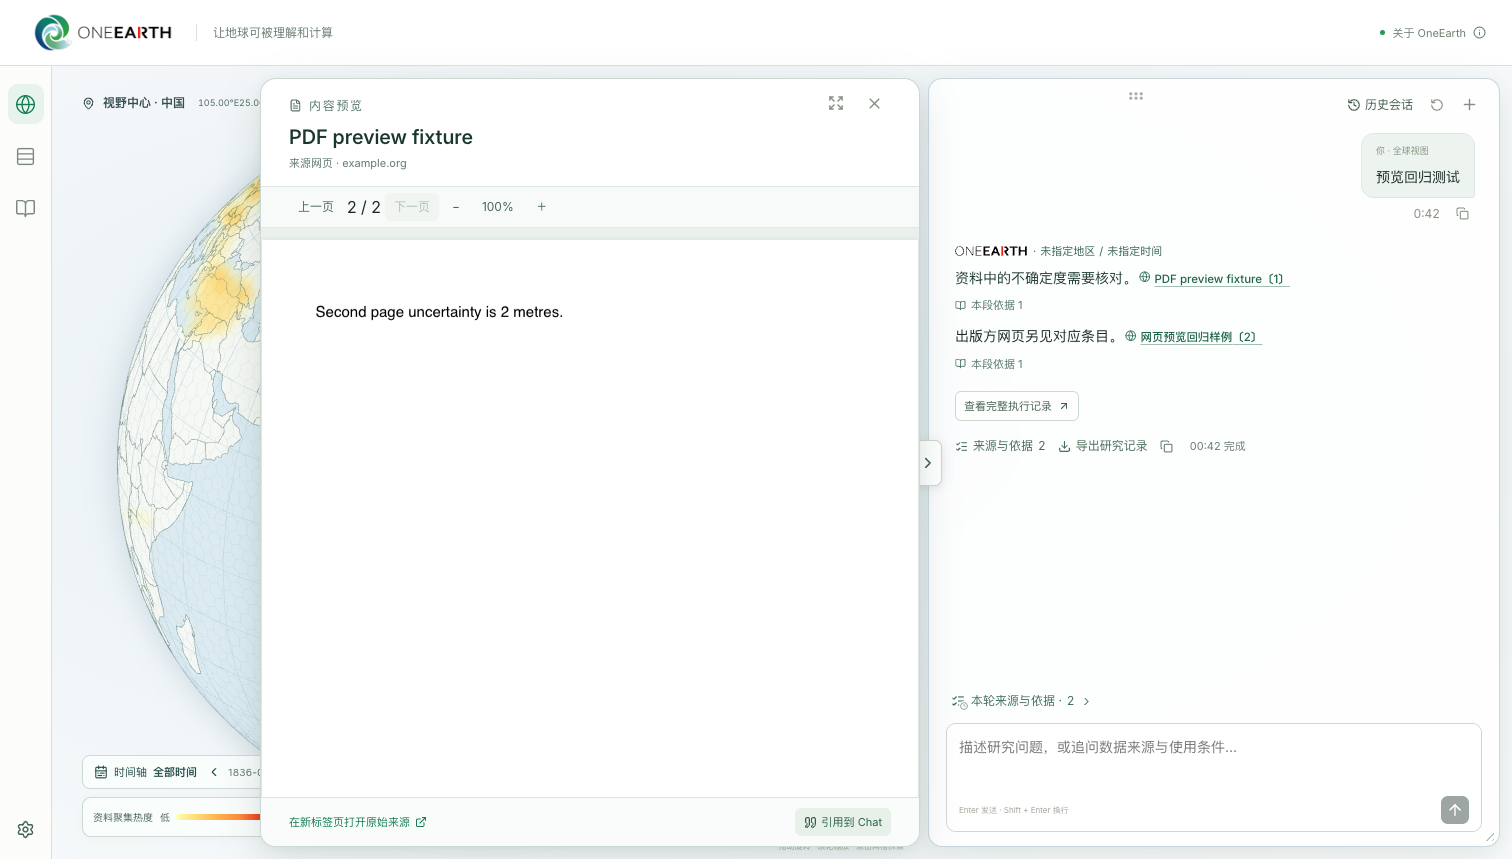 ONEEARTH 让地球可被理解和计算
关于 OneEarth
视野中心 · 中国 105.00°E25.0
内容预览
PDF preview fixture
来源网页 · example.org
上一页 2 / 2 下一页 − 100% +
Second page uncertainty is 2 metres.
在新标签页打开原始来源
引用到 Chat
时间轴 全部时间 1836-0
资料聚集热度 低
历史会话
你 · 全球视图
预览回归测试
0:42
ONEEARTH · 未指定地区 / 未指定时间
资料中的不确定度需要核对。 PDF preview fixture〔1〕
本段依据 1
出版方网页另见对应条目。 网页预览回归样例〔2〕
本段依据 1
查看完整执行记录
来源与依据 2 导出研究记录 00:42 完成
本轮来源与依据 · 2
描述研究问题，或追问数据来源与使用条件...
Enter 发送 · Shift + Enter 换行